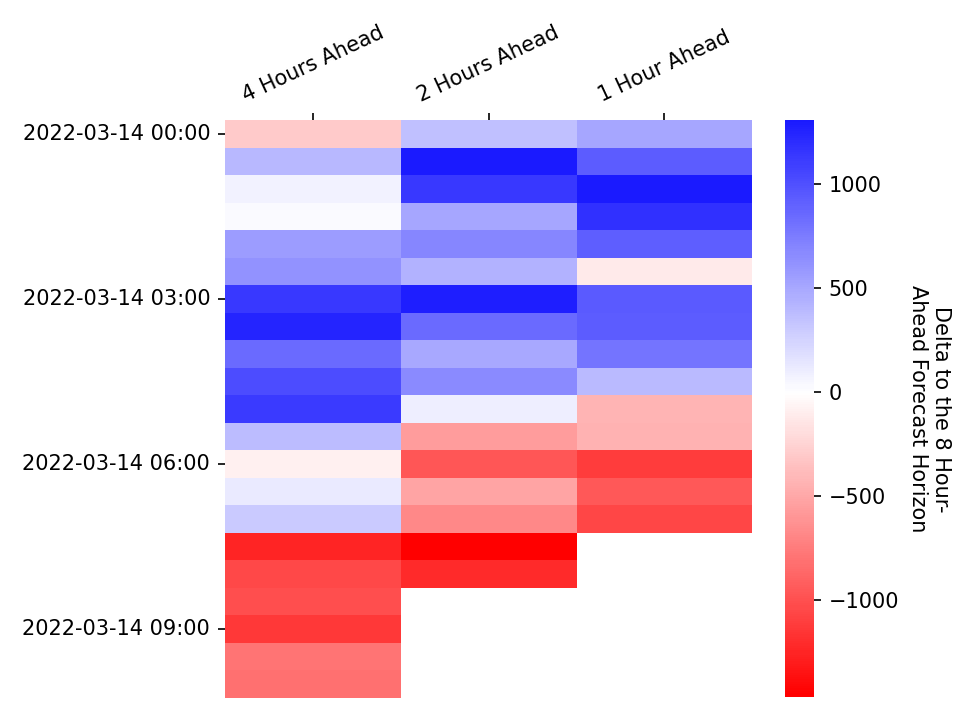 4 Hours Ahead
2 Hours Ahead
1 Hour Ahead
2022-03-14 00:00
2022-03-14 03:00
2022-03-14 06:00
2022-03-14 09:00
1000
500
0
−500
−1000
Delta to the 8 Hour-
Ahead Forecast Horizon